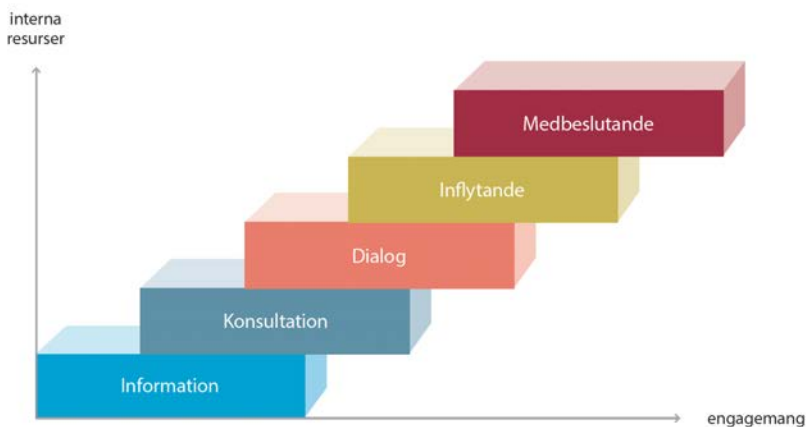 interna
resurser
Medbeslutande
Inflytande
Dialog
Konsultation
Information
engagemang